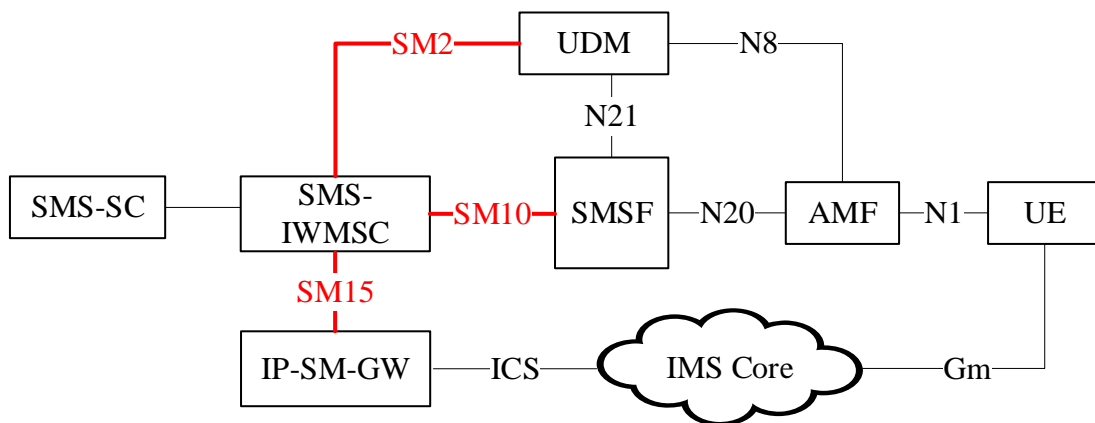 SM2
UDM
N8
N21
SMS-SC
SMS-
IWMSC
SM10
SMSF
N20
AMF
N1
UE
SM15
IP-SM-GW
ICS
IMS Core
Gm